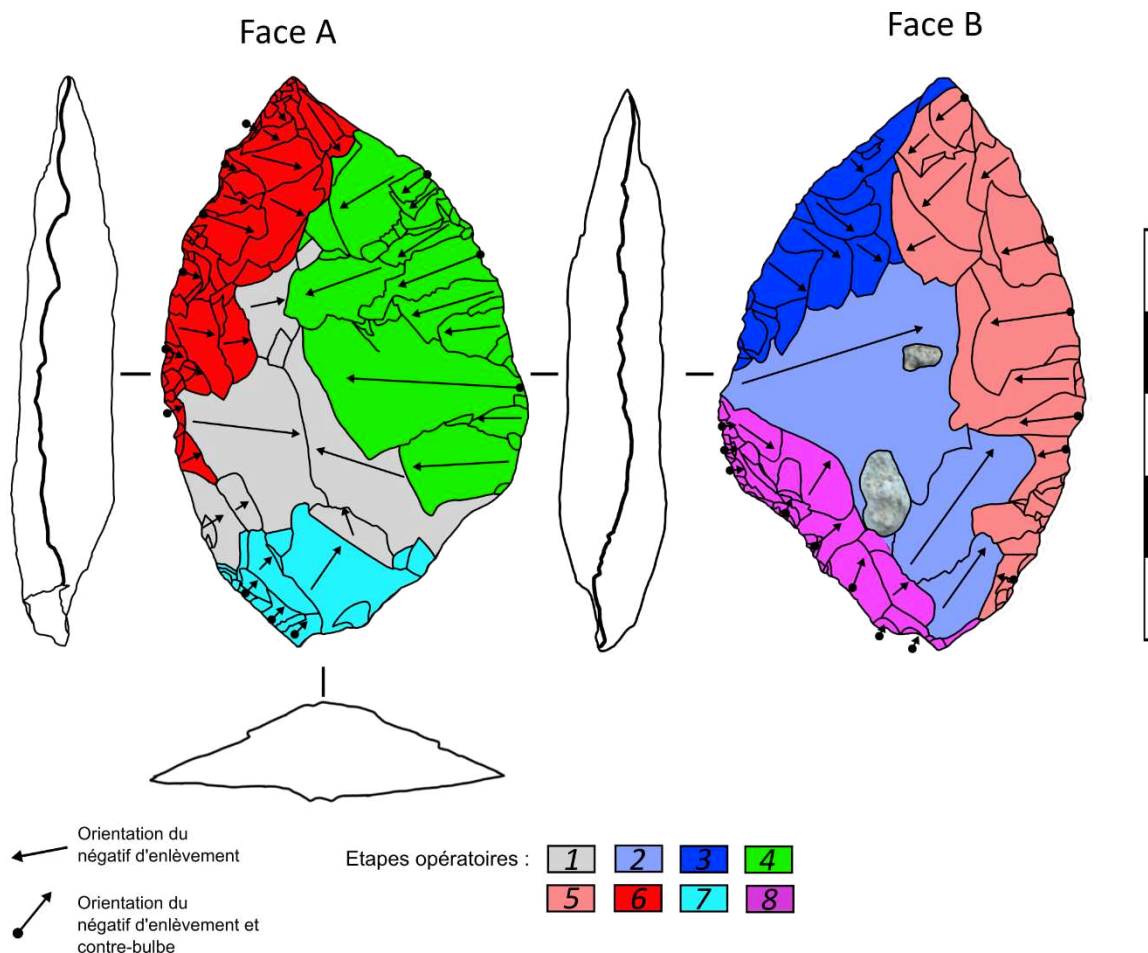 Face A
Face B
Orientation du
négatif d'enlèvement
Orientation du
négatif d'enlèvement et
contre-bulbe
Etapes opératoires :
1 2 3 4
5 6 7 8